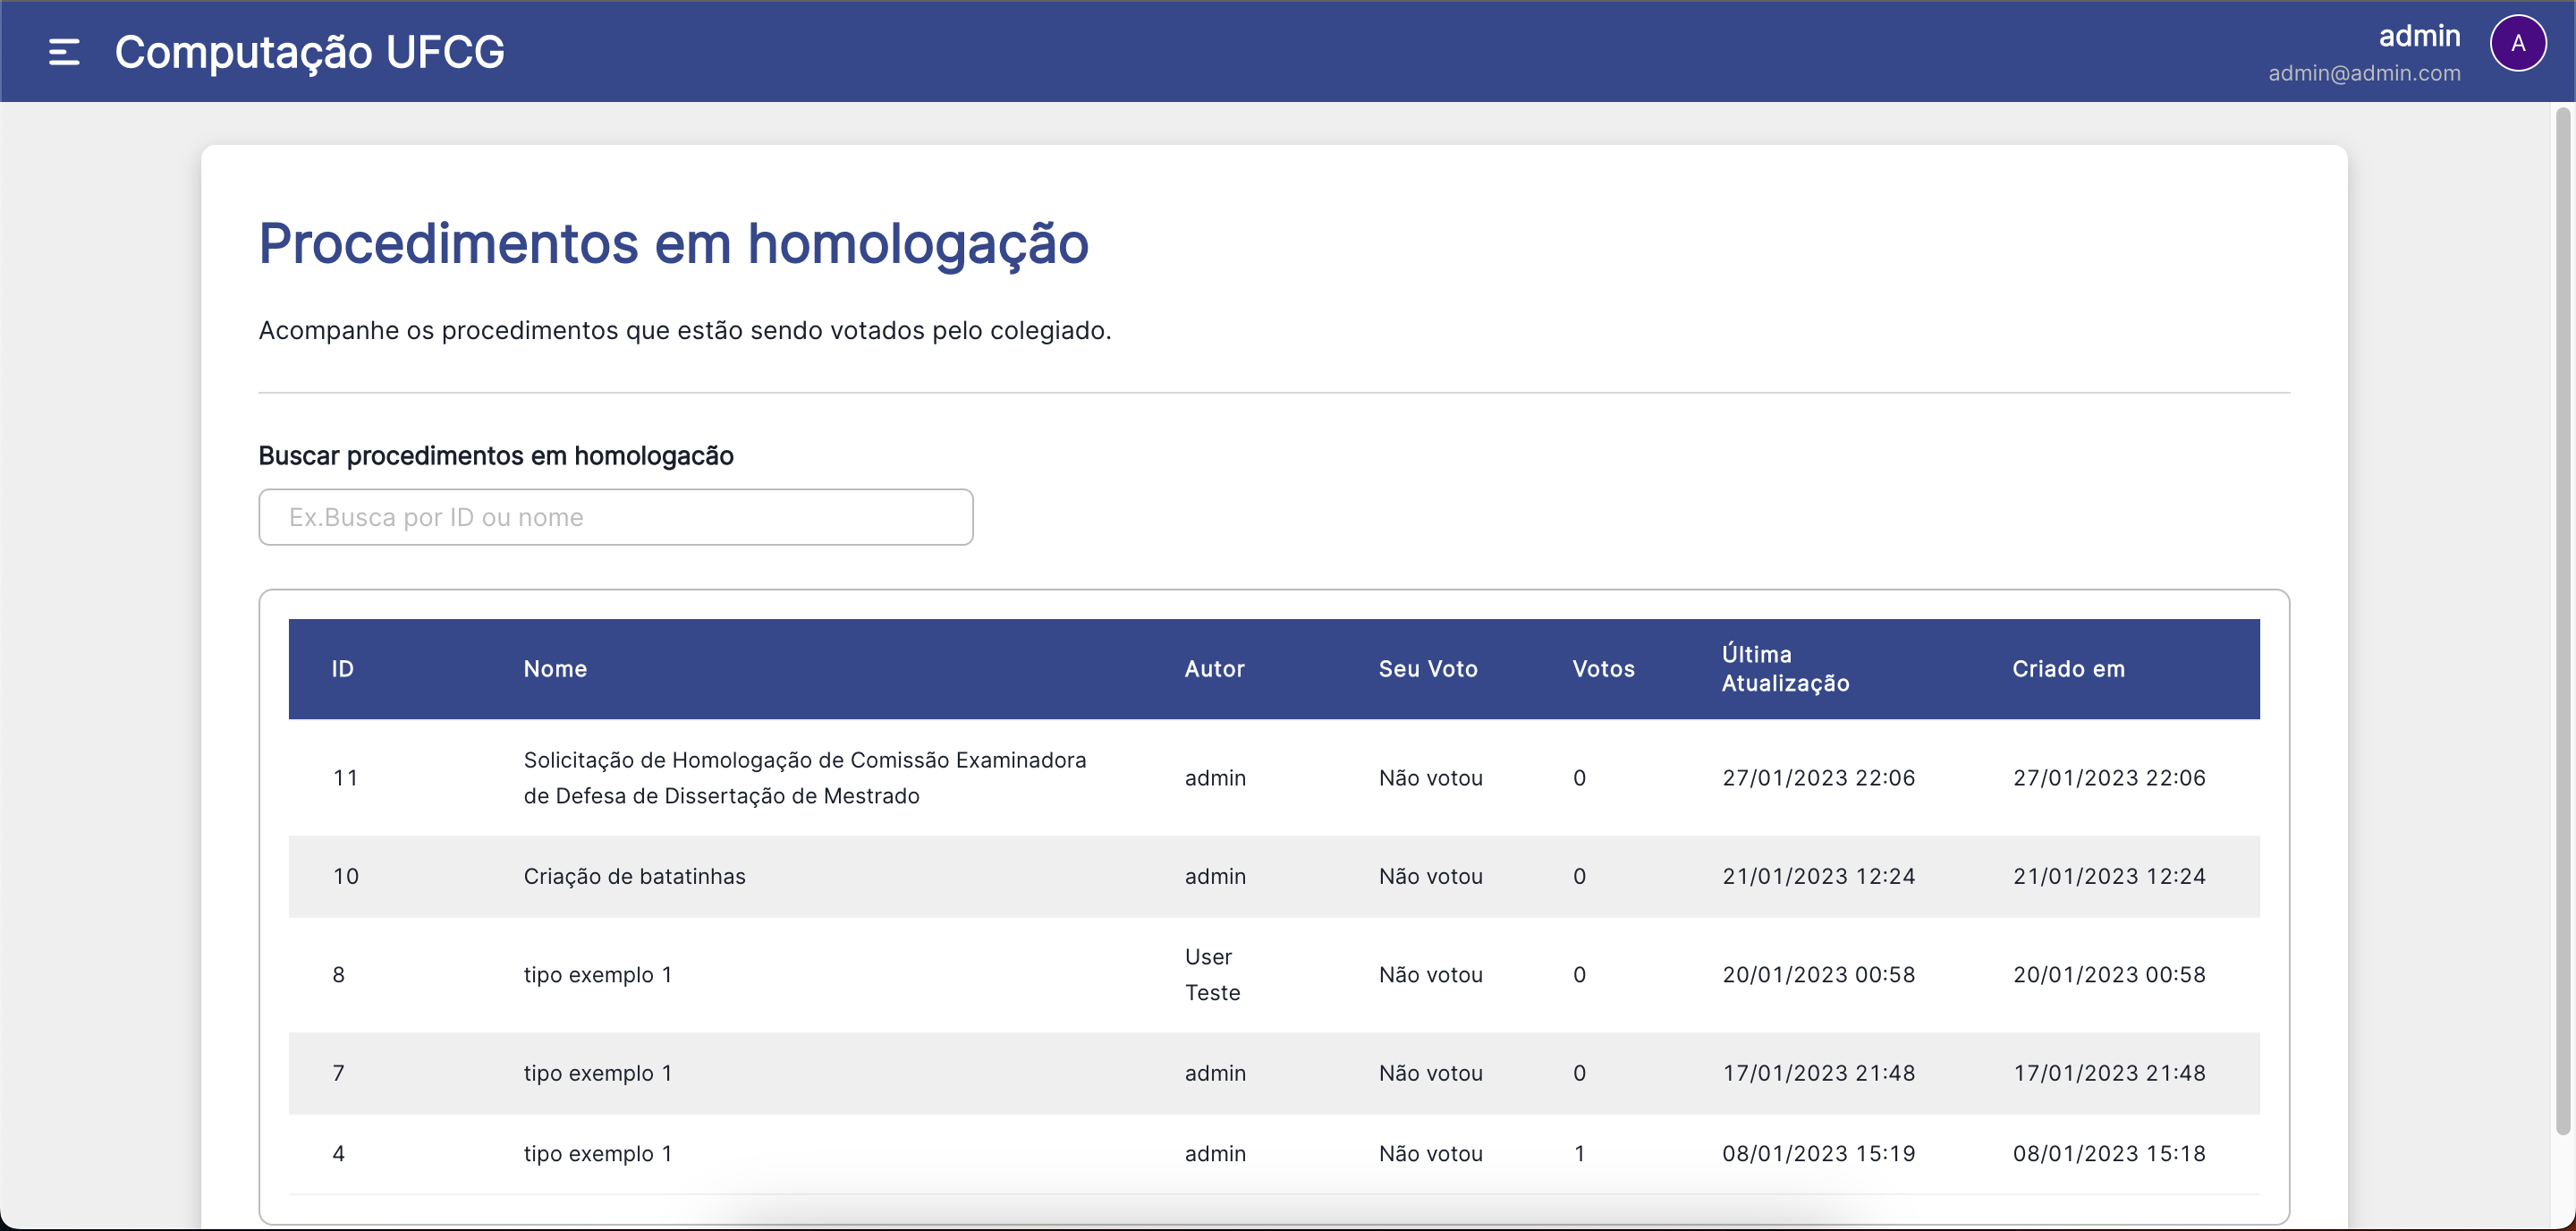 Computação UFCG
admin
admin@admin.com
A
Procedimentos em homologação
Acompanhe os procedimentos que estão sendo votados pelo colegiado.
Buscar procedimentos em homologacão
Ex.Busca por ID ou nome
ID Nome Autor Seu Voto Votos Última Atualização Criado em
11 Solicitação de Homologação de Comissão Examinadora de Defesa de Dissertação de Mestrado admin Não votou 0 27/01/2023 22:06 27/01/2023 22:06
10 Criação de batatinhas admin Não votou 0 21/01/2023 12:24 21/01/2023 12:24
8 tipo exemplo 1 User Teste Não votou 0 20/01/2023 00:58 20/01/2023 00:58
7 tipo exemplo 1 admin Não votou 0 17/01/2023 21:48 17/01/2023 21:48
4 tipo exemplo 1 admin Não votou 1 08/01/2023 15:19 08/01/2023 15:18